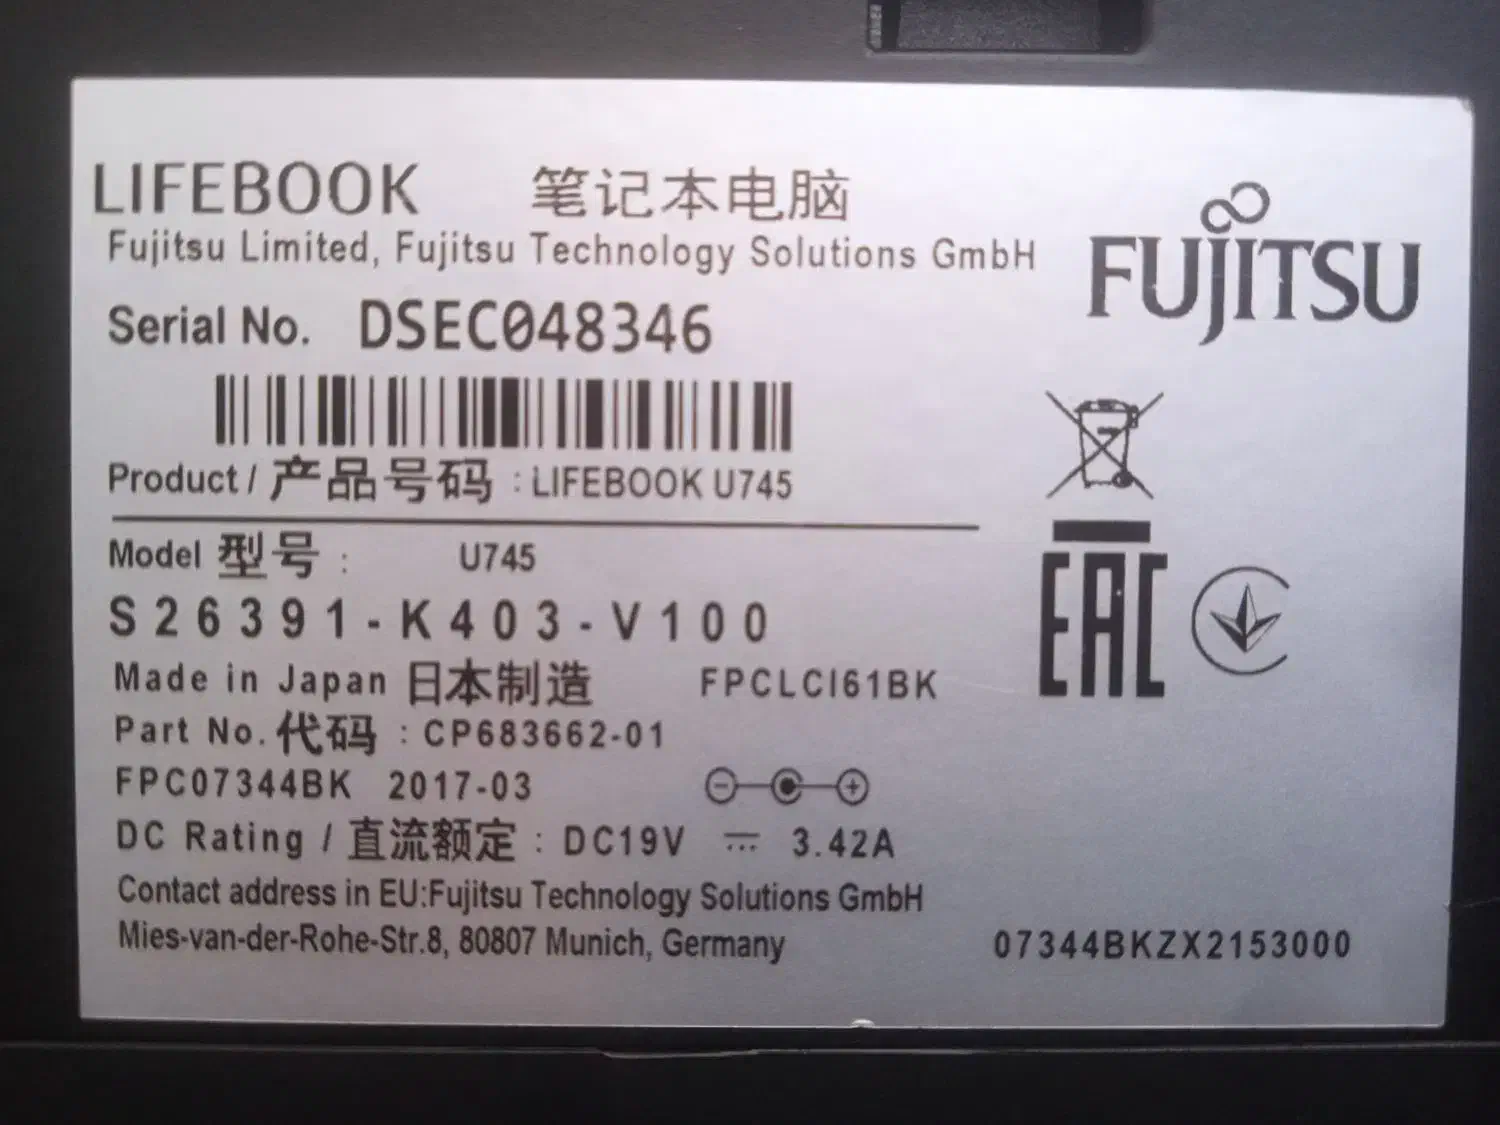 LIFEBOOK 笔记本电脑
Fujitsu Limited, Fujitsu Technology Solutions GmbH
FUJITSU
Serial No. DSEC048346
Product / 产品号码 : LIFEBOOK U745
Model 型号 : U745
S26391-K403-V100
EAC
Made in Japan 日本制造 FPCLCI61BK
Part No. 代码 : CP683662-01
FPC07344BK 2017-03
DC Rating / 直流额定 : DC19V ⎓ 3.42A
Contact address in EU:Fujitsu Technology Solutions GmbH
Mies-van-der-Rohe-Str.8, 80807 Munich, Germany
07344BKZX2153000